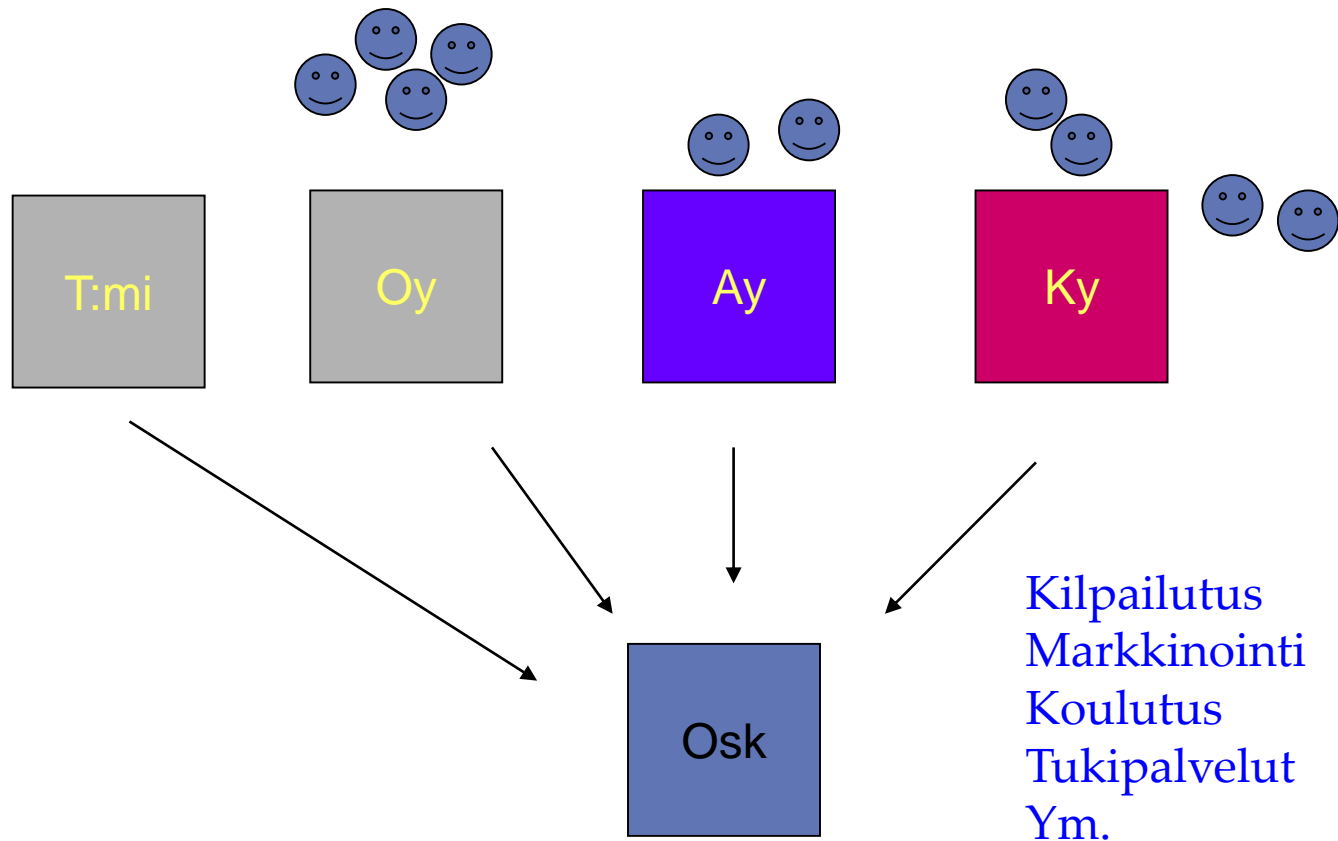 T:mi
Oy
Ay
Ky
Osk
Kilpailutus
Markkinointi
Koulutus
Tukipalvelut
Ym.